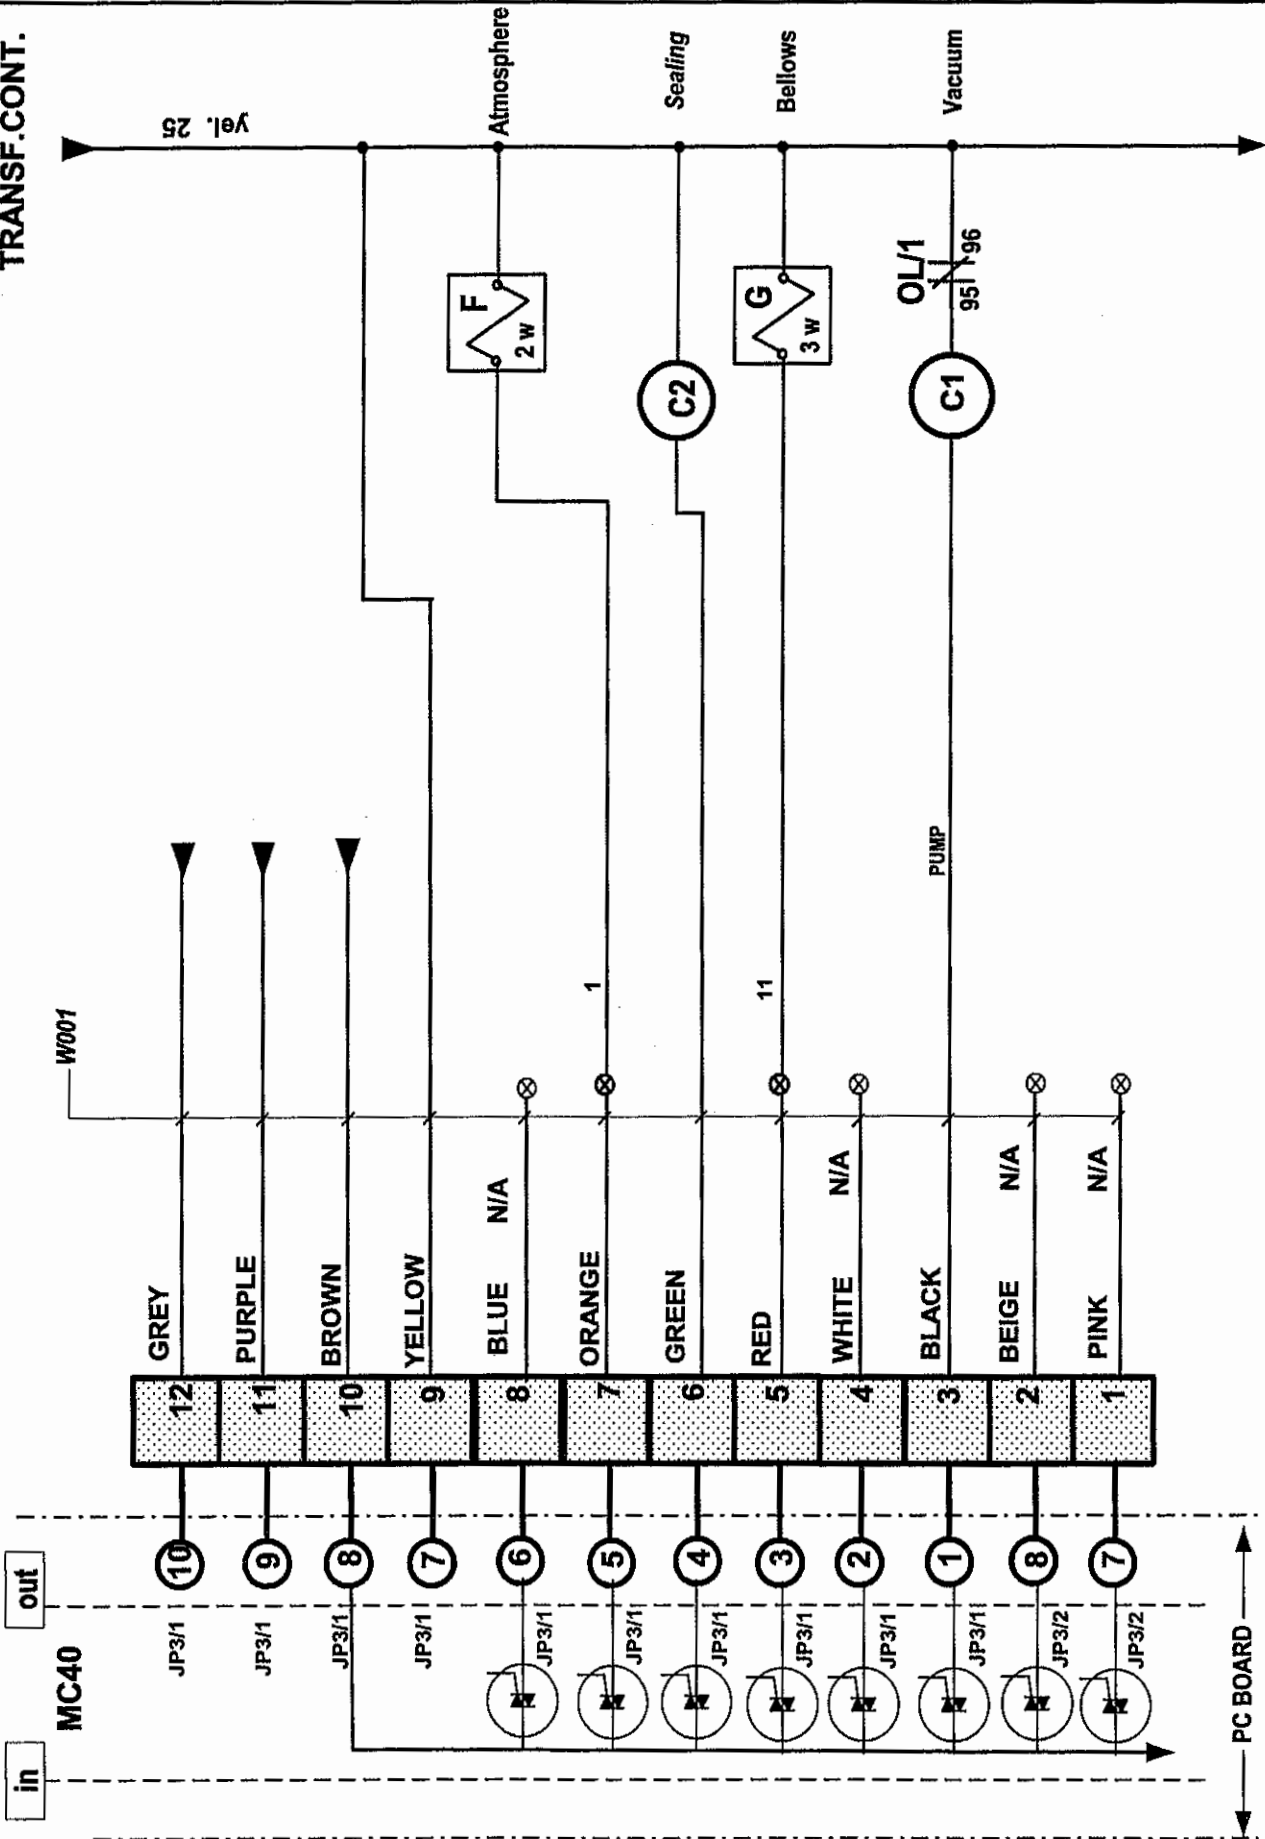 TRANSF.CONT.
yel. 25
Atmosphere
Sealing
Bellows
Vacuum
F
2 w
C2
G
3 w
OL/1
95 96
C1
PUMP
1
11
W001
GREY
PURPLE
BROWN
YELLOW
BLUE N/A
ORANGE
GREEN
RED
WHITE N/A
BLACK
BEIGE N/A
PINK N/A
12 11 10 9 8 7 6 5 4 3 2 1
10 9 8 7 6 5 4 3 2 1 8 7
out
JP3/1 JP3/1 JP3/1 JP3/1 JP3/1 JP3/1 JP3/1 JP3/1 JP3/1 JP3/1 JP3/2 JP3/2
MC40
in
PC BOARD